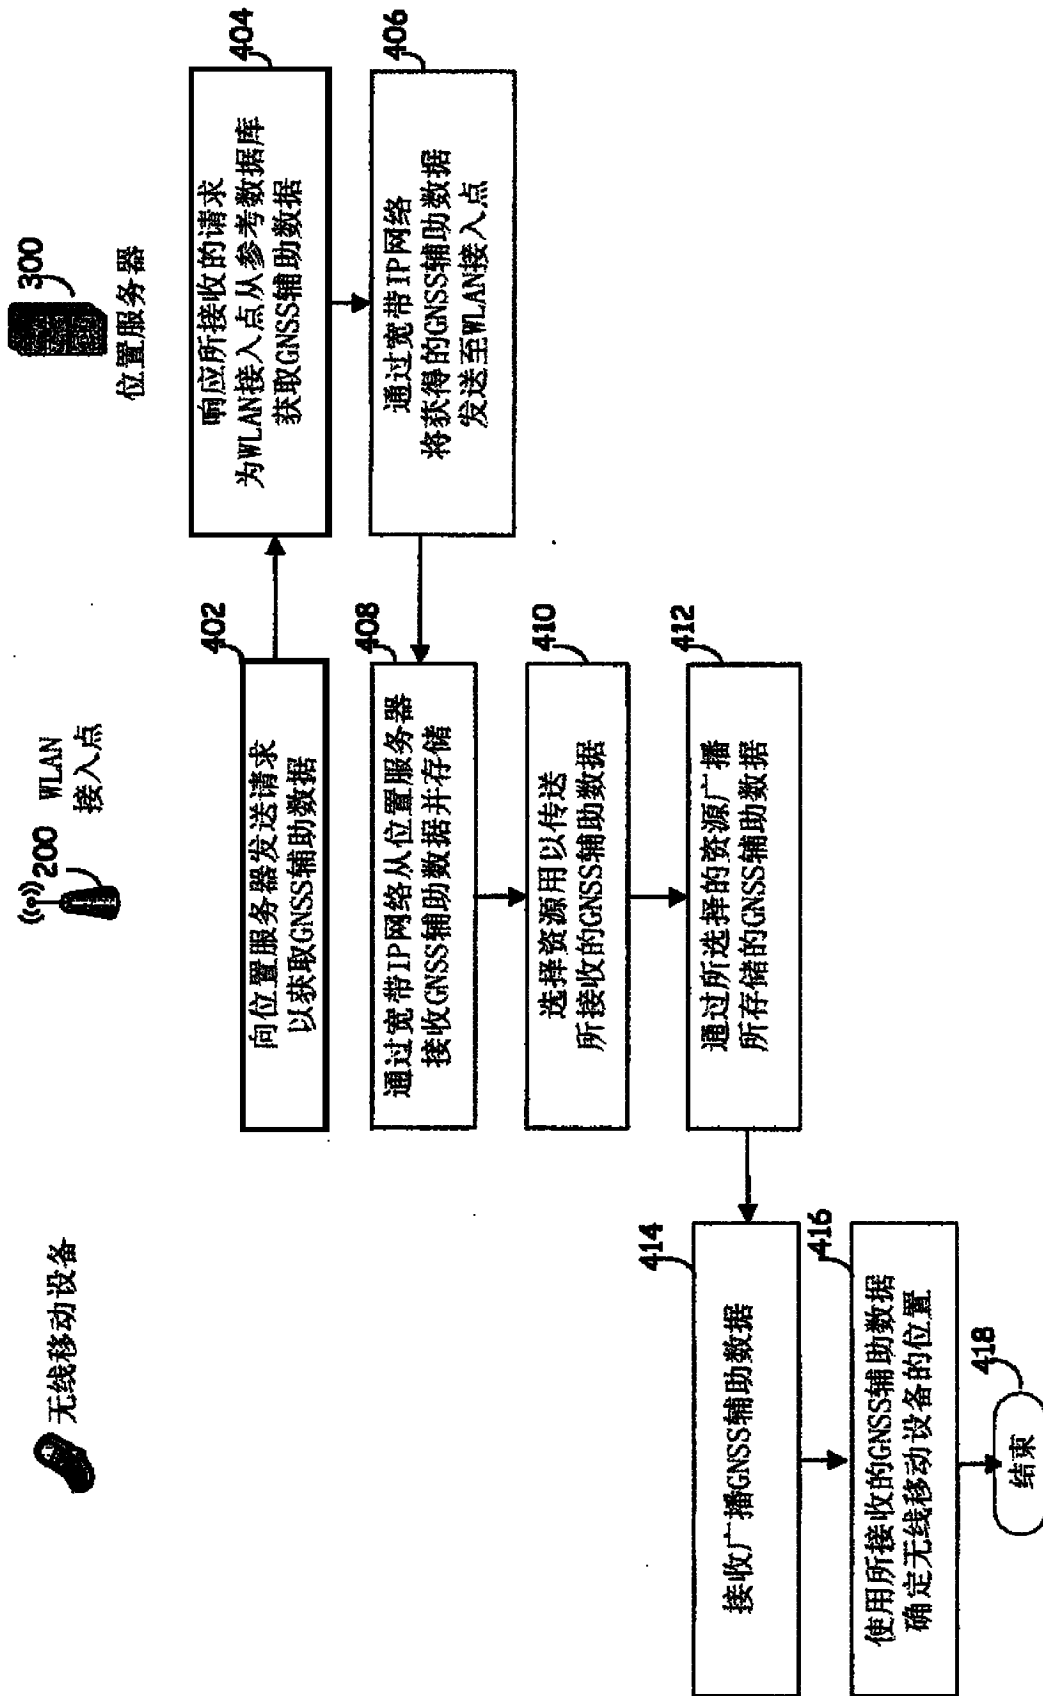 无线移动设备
200
WLAN
接入点
300
位置服务器
402
向位置服务器发送请求
以获取GNSS辅助数据
404
响应所接收的请求
为WLAN接入点从参考数据库
获取GNSS辅助数据
406
通过宽带IP网络
将获得的GNSS辅助数据
发送至WLAN接入点
408
通过宽带IP网络从位置服务器
接收GNSS辅助数据并存储
410
选择资源用以传送
所接收的GNSS辅助数据
412
通过所选择的资源广播
所存储的GNSS辅助数据
414
接收广播GNSS辅助数据
416
使用所接收的GNSS辅助数据
确定无线移动设备的位置
418
结束